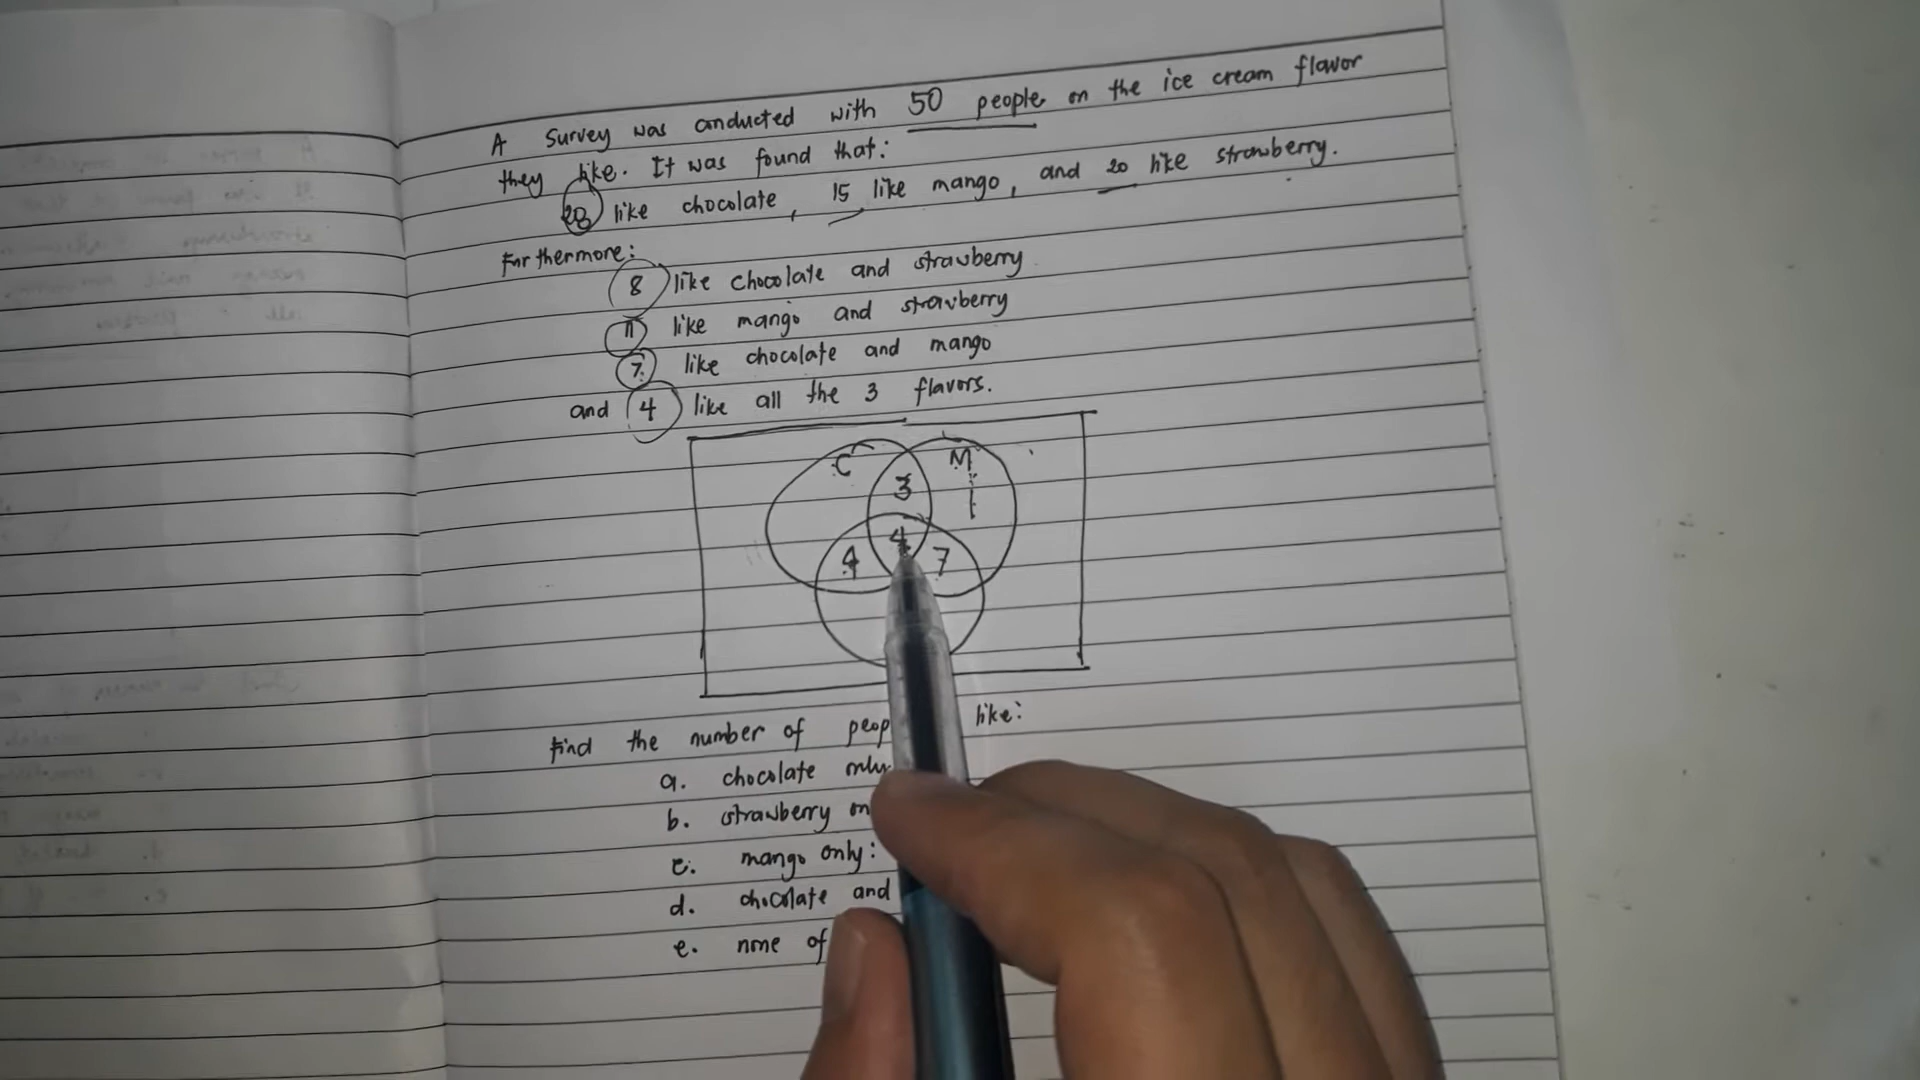 A survey was conducted with 50 people on the ice cream flavor
they like. It was found that:
like chocolate, 15 like mango, and 20 like strawberry.
Furthermore:
8 like chocolate and strawberry
11 like mango and strawberry
7 like chocolate and mango
and 4 like all the 3 flavors.
C M
3 1
4
4 7
Find the number of like:
a. chocolate only
b. strawberry
c. mango only:
d. chocolate and
e. none of